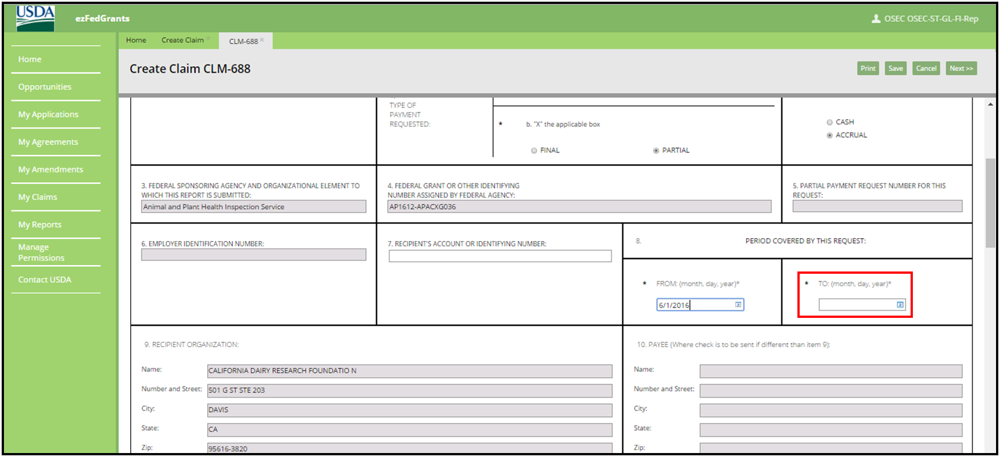 USDA
ezFedGrants
OSEC OSEC-ST-GL-FI-Rep
Home
Create Claim
CLM-688
Home
Opportunities
My Applications
My Agreements
My Amendments
My Claims
My Reports
Manage
Permissions
Contact USDA
Create Claim CLM-688
Print
Save
Cancel
Next >>
TYPE OF
PAYMENT
REQUESTED:
* b. "X" the applicable box
FINAL
PARTIAL
CASH
ACCRUAL
3. FEDERAL SPONSORING AGENCY AND ORGANIZATIONAL ELEMENT TO
WHICH THIS REPORT IS SUBMITTED:
Animal and Plant Health Inspection Service
4. FEDERAL GRANT OR OTHER IDENTIFYING
NUMBER ASSIGNED BY FEDERAL AGENCY:
AP1612-APACXG036
5. PARTIAL PAYMENT REQUEST NUMBER FOR THIS
REQUEST:
6. EMPLOYER IDENTIFICATION NUMBER:
7. RECIPIENT'S ACCOUNT OR IDENTIFYING NUMBER:
8. PERIOD COVERED BY THIS REQUEST:
* FROM: (month, day, year)*
6/1/2016
* TO: (month, day, year)*
9. RECIPIENT ORGANIZATION:
Name: CALIFORNIA DAIRY RESEARCH FOUNDATIO N
Number and Street: 501 G ST STE 203
City: DAVIS
State: CA
Zip: 95616-3820
10. PAYEE (Where check is to be sent if different than item 9):
Name:
Number and Street:
City:
State:
Zip: